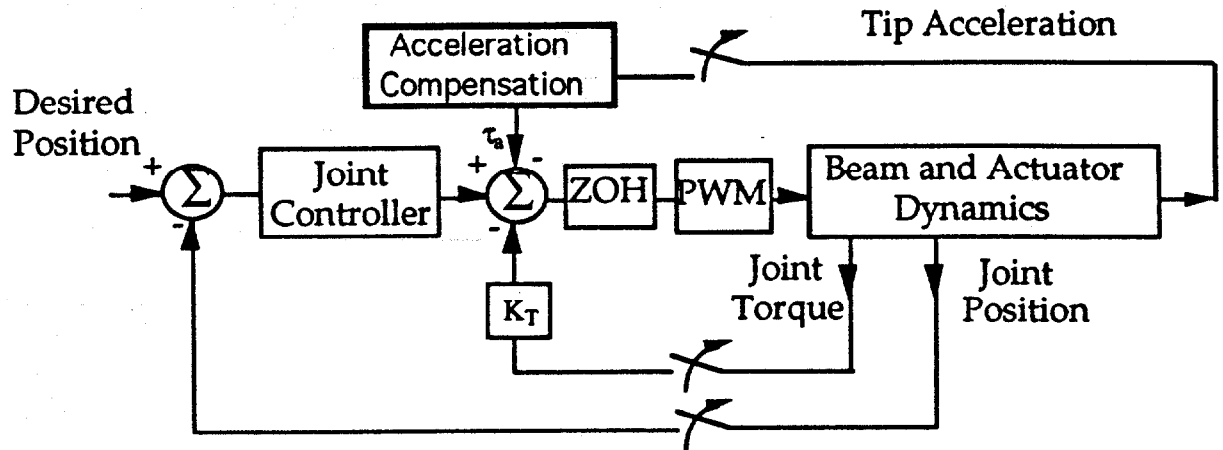 Tip Acceleration
Acceleration
Compensation
Desired
Position
τa
+
-
Σ
-
Joint
Controller
+
-
Σ
-
ZOH
PWM
Beam and Actuator
Dynamics
KT
Joint
Torque
Joint
Position